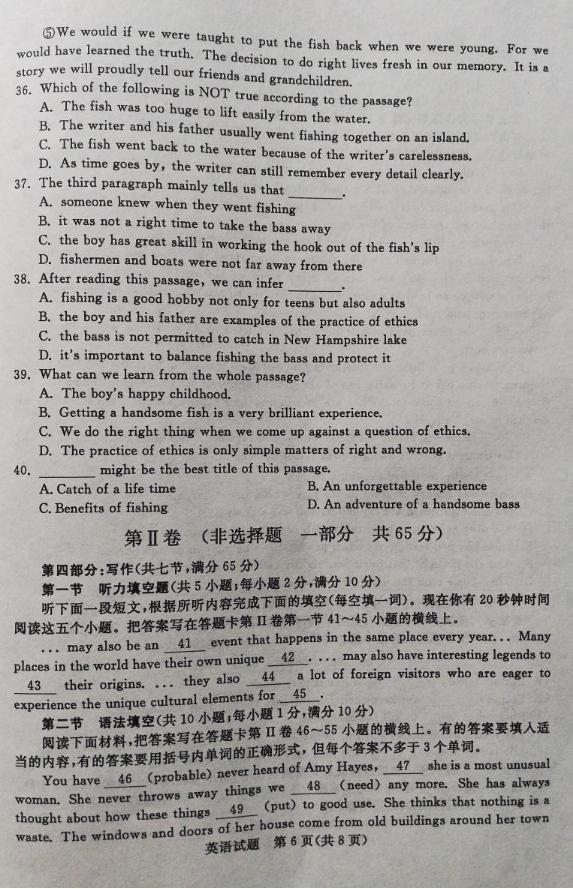 ⑤We would if we were taught to put the fish back when we were young. For we
would have learned the truth. The decision to do right lives fresh in our memory. It is a
story we will proudly tell our friends and grandchildren.
36. Which of the following is NOT true according to the passage?
A. The fish was too huge to lift easily from the water.
B. The writer and his father usually went fishing together on an island.
C. The fish went back to the water because of the writer's carelessness.
D. As time goes by, the writer can still remember every detail clearly.
37. The third paragraph mainly tells us that ______.
A. someone knew when they went fishing
B. it was not a right time to take the bass away
C. the boy has great skill in working the hook out of the fish's lip
D. fishermen and boats were not far away from there
38. After reading this passage, we can infer ______.
A. fishing is a good hobby not only for teens but also adults
B. the boy and his father are examples of the practice of ethics
C. the bass is not permitted to catch in New Hampshire lake
D. it's important to balance fishing the bass and protect it
39. What can we learn from the whole passage?
A. The boy's happy childhood.
B. Getting a handsome fish is a very brilliant experience.
C. We do the right thing when we come up against a question of ethics.
D. The practice of ethics is only simple matters of right and wrong.
40. ______ might be the best title of this passage.
A. Catch of a life time B. An unforgettable experience
C. Benefits of fishing D. An adventure of a handsome bass
第Ⅱ卷 (非选择题 一部分 共65分)
第四部分:写作(共七节,满分65分)
第一节 听力填空题(共5小题;每小题2分,满分10分)
听下面一段短文,根据所听内容完成下面的填空(每空填一词)。现在你有20秒钟时间
阅读这五个小题。把答案写在答题卡第Ⅱ卷第一节41~45小题的横线上。
... may also be an 41 event that happens in the same place every year... Many
places in the world have their own unique 42 . ... may also have interesting legends to
43 their origins. ... they also 44 a lot of foreign visitors who are eager to
experience the unique cultural elements for 45 .
第二节 语法填空(共10小题;每小题1分,满分10分)
阅读下面材料,把答案写在答题卡第Ⅱ卷46~55小题的横线上。有的答案要填入适
当的内容,有的答案要用括号内单词的正确形式,但每个答案不多于3个单词。
You have 46 (probable) never heard of Amy Hayes, 47 she is a most unusual
woman. She never throws away things we 48 (need) any more. She has always
thought about how these things 49 (put) to good use. She thinks that nothing is a
waste. The windows and doors of her house come from old buildings around her town
英语试题 第6页(共8页)